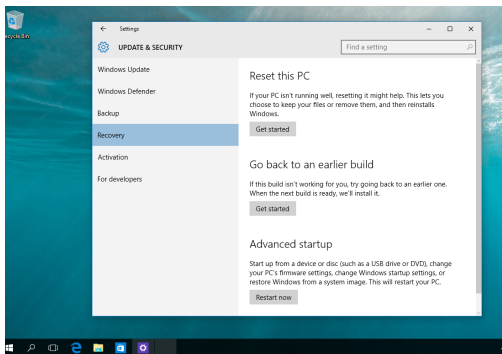 ecycle Bin
Settings
UPDATE & SECURITY
Find a setting
Windows Update
Windows Defender
Backup
Recovery
Activation
For developers
Reset this PC
If your PC isn't running well, resetting it might help. This lets you
choose to keep your files or remove them, and then reinstalls
Windows.
Get started
Go back to an earlier build
If this build isn't working for you, try going back to an earlier one.
When the next build is ready, we'll install it.
Get started
Advanced startup
Start up from a device or disc (such as a USB drive or DVD), change
your PC's firmware settings, change Windows startup settings, or
restore Windows from a system image. This will restart your PC.
Restart now